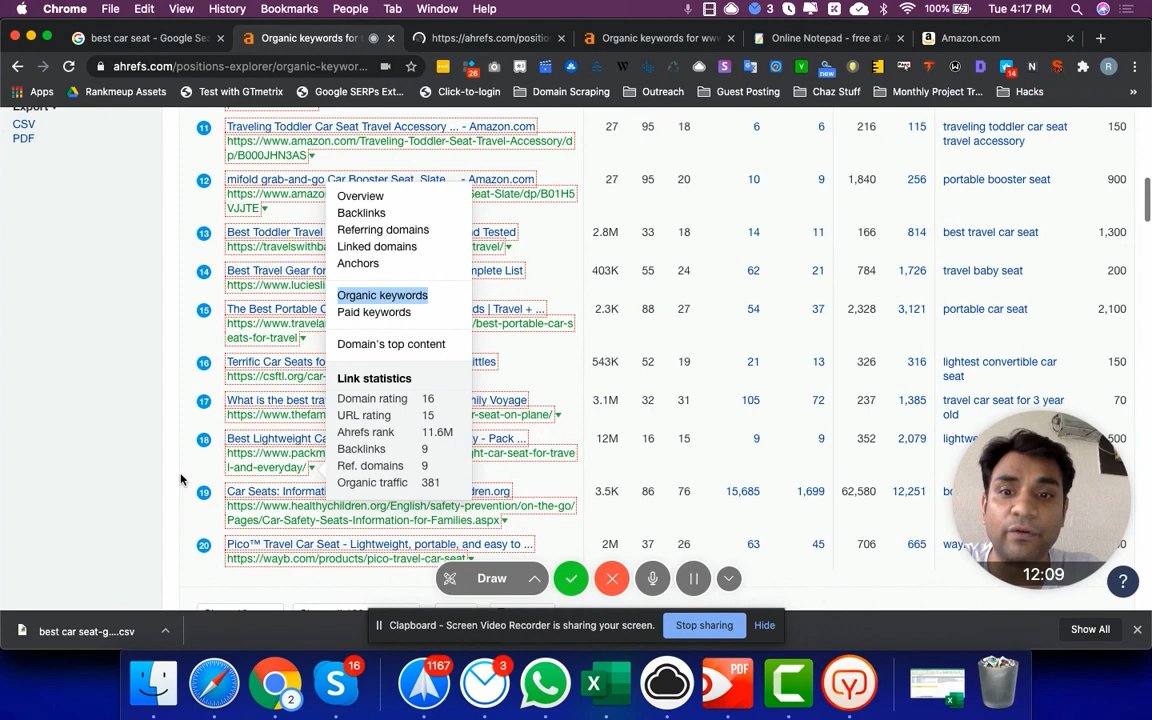 Chrome File Edit View History Bookmarks People Tab Window Help 3 100% Tue 4:17 PM
best car seat - Google Sea
Organic keywords for
https://ahrefs.com/positio
Organic keywords for ww
Online Notepad - free at A
Amazon.com
ahrefs.com/positions-explorer/organic-keywor...
26
new
14
R
Apps Rankmeup Assets Test with GTmetrix Google SERPs Ext... Click-to-login Domain Scraping Outreach Guest Posting Chaz Stuff Monthly Project Tr... Hacks
CSV
PDF
11 Traveling Toddler Car Seat Travel Accessory ... - Amazon.com 27 95 18 6 6 216 115 traveling toddler car seat 150
https://www.amazon.com/Traveling-Toddler-Seat-Travel-Accessory/d travel accessory
p/B000JHN3AS
12 mifold grab-and-go Car Booster Seat, Slate ... - Amazon.com 27 95 20 10 9 1,840 256 portable booster seat 900
https://www.amazo
Seat-Slate/dp/B01H5
VJJTE
13 Best Toddler Travel
nd Tested 2.8M 33 18 14 11 166 814 best travel car seat 1,300
https://travelswithba
travel/
14 Best Travel Gear for
plete List 403K 55 24 62 21 784 1,726 travel baby seat 200
https://www.luciesli
15 The Best Portable C
ds | Travel + ... 2.3K 88 27 54 37 2,328 3,121 portable car seat 2,100
https://www.travela
/best-portable-car-s
eats-for-travel
16 Terrific Car Seats fo
ittles 543K 52 19 21 13 326 316 lightest convertible car 150
https://csftl.org/car-
seat
17 What is the best tra
ily Voyage 3.1M 32 31 105 72 237 1,385 travel car seat for 3 year 70
https://www.thefam
-seat-on-plane/ old
18 Best Lightweight Ca
y - Pack ... 12M 16 15 9 9 352 2,079 lightwe 500
https://www.packm
ght-car-seat-for-trave
l-and-everyday/
19 Car Seats: Informati
ren.org 3.5K 86 76 15,685 1,699 62,580 12,251 bo
https://www.healthychildren.org/English/safety-prevention/on-the-go/
Pages/Car-Safety-Seats-Information-for-Families.aspx
20 Pico™ Travel Car Seat - Lightweight, portable, and easy to ... 2M 37 26 63 45 706 665 way 0
https://wayb.com/products/pico-travel-car-seat
Overview
Backlinks
Referring domains
Linked domains
Anchors
Organic keywords
Paid keywords
Domain's top content
Link statistics
Domain rating 16
URL rating 15
Ahrefs rank 11.6M
Backlinks 9
Ref. domains 9
Organic traffic 381
Draw
12:09
?
best car seat-g....csv
Clapboard - Screen Video Recorder is sharing your screen. Stop sharing Hide
Show All
2
16
1167
3
PDF